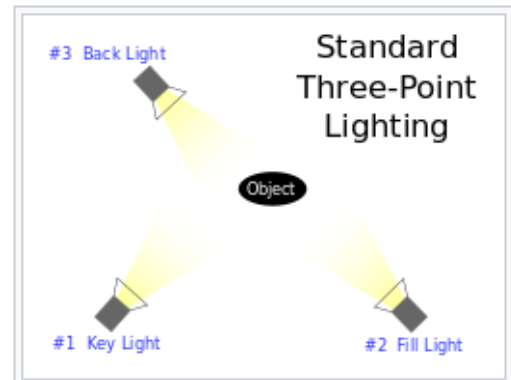 #3 Back Light
Standard
Three-Point
Lighting
Object
#1 Key Light
#2 Fill Light